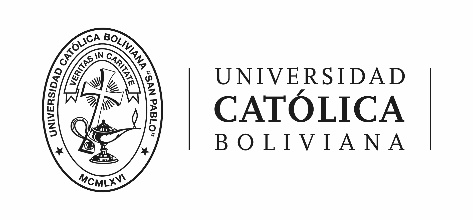 UNIVERSIDAD CATÓLICA BOLIVIANA "SAN PABLO"
VERITAS IN CARITATE
MCMLXVI
UNIVERSIDAD
CATÓLICA
BOLIVIANA